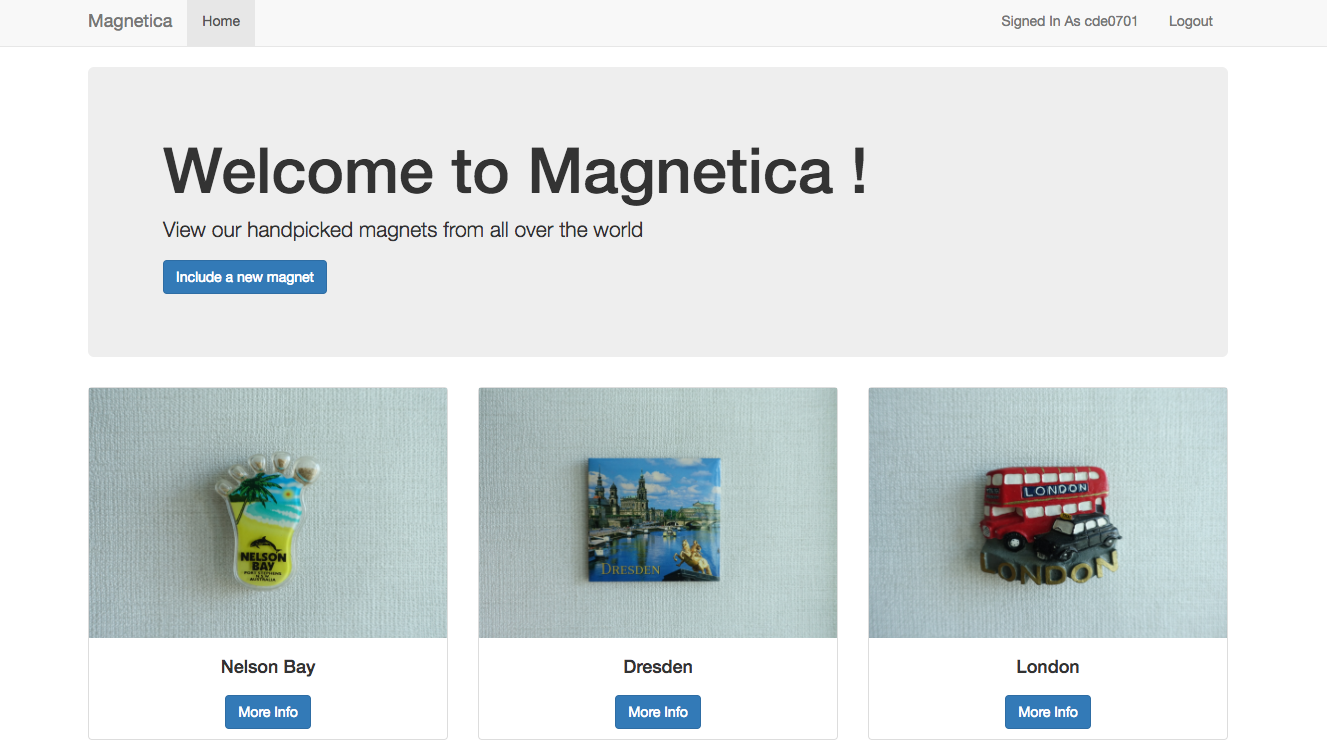 Magnetica Home Signed In As cde0701 Logout
Welcome to Magnetica !
View our handpicked magnets from all over the world
Include a new magnet
NELSON
BAY
PORT STEPHENS
N.S.W.
AUSTRALIA
DRESDEN
LONDON
LONDON
Nelson Bay Dresden London
More Info More Info More Info